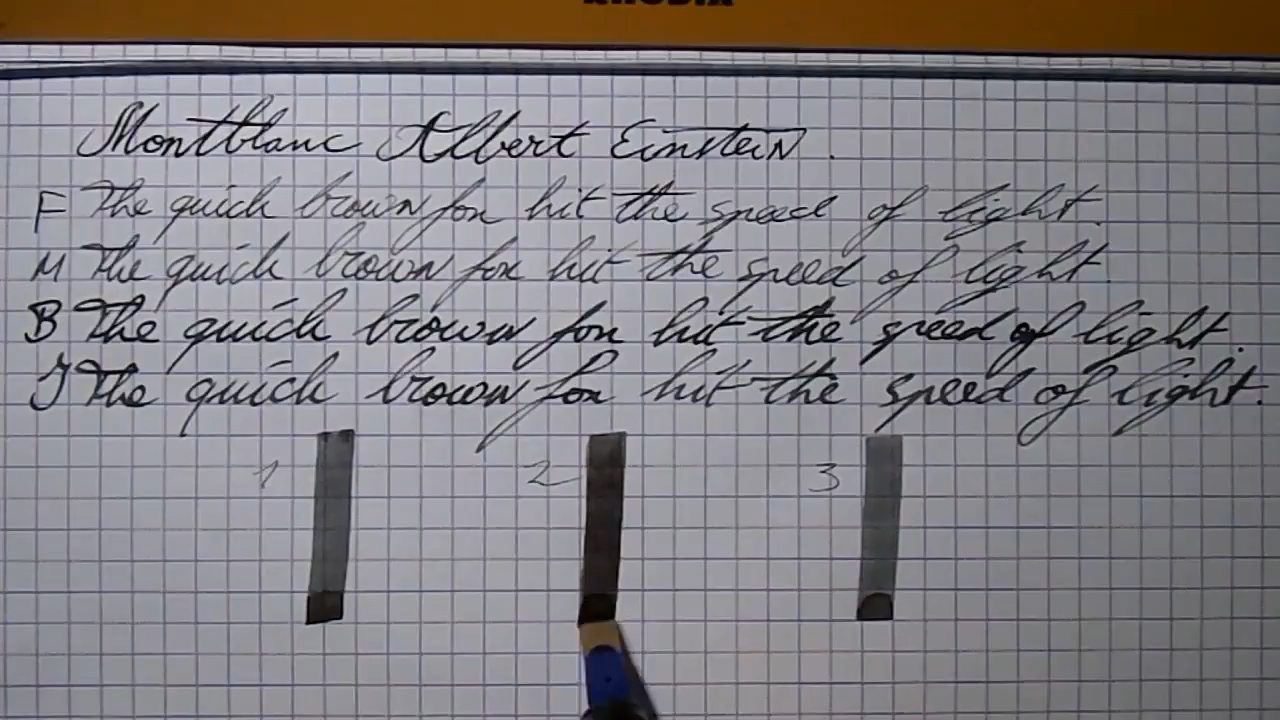 RHODIA
Montblanc Albert Einstein.
F The quick brown fox hit the speed of light.
M The quick brown fox hit the speed of light.
B The quick brown fox hit the speed of light.
I The quick brown fox hit the speed of light.
1 2 3